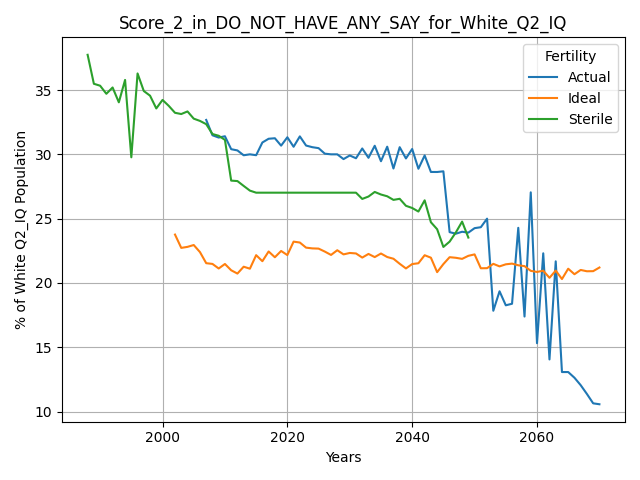 Score_2_in_DO_NOT_HAVE_ANY_SAY_for_White_Q2_IQ
Fertility
Actual
Ideal
Sterile
% of White Q2_IQ Population
35
30
25
20
15
10
2000
2020
2040
2060
Years